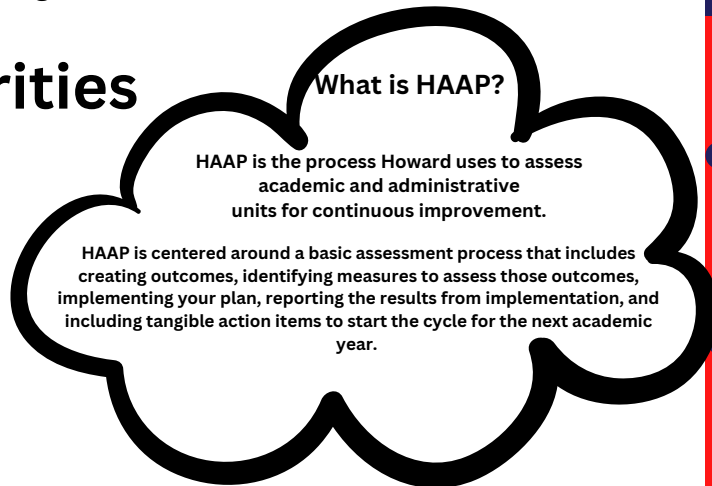 rities
What is HAAP?
HAAP is the process Howard uses to assess
academic and administrative
units for continuous improvement.
HAAP is centered around a basic assessment process that includes
creating outcomes, identifying measures to assess those outcomes,
implementing your plan, reporting the results from implementation, and
including tangible action items to start the cycle for the next academic
year.